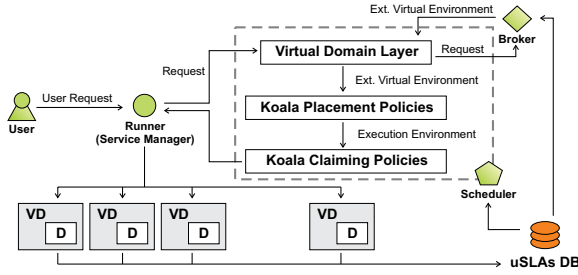 Ext. Virtual Environment
Broker
Virtual Domain Layer
Request
Request
Ext. Virtual Environment
User Request
User
Runner
(Service Manager)
Koala Placement Policies
Execution Environment
Koala Claiming Policies
Scheduler
VD
D
VD
D
VD
D
VD
D
uSLAs DB